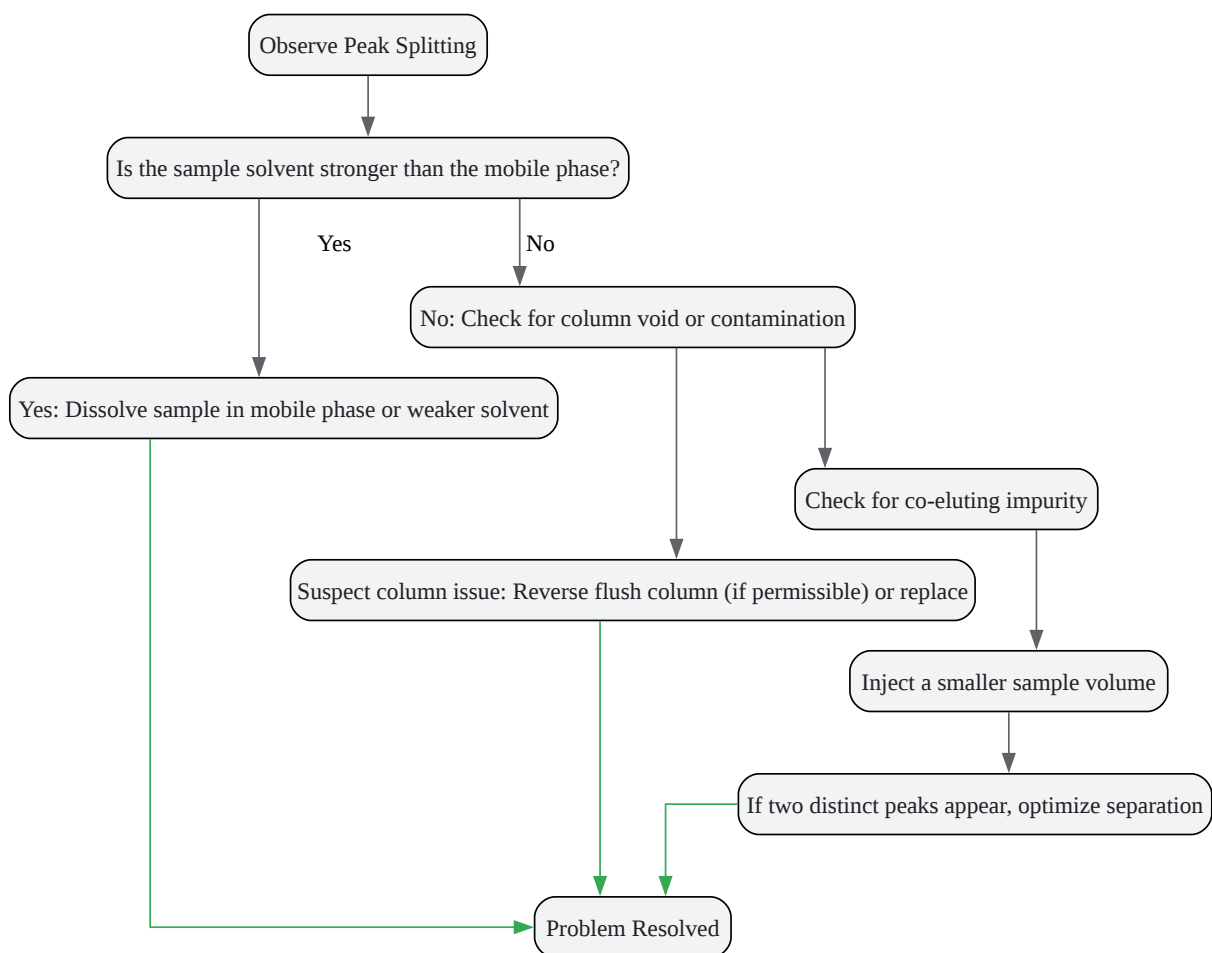 Observe Peak Splitting
Is the sample solvent stronger than the mobile phase?
Yes
No
No: Check for column void or contamination
Yes: Dissolve sample in mobile phase or weaker solvent
Check for co-eluting impurity
Suspect column issue: Reverse flush column (if permissible) or replace
Inject a smaller sample volume
If two distinct peaks appear, optimize separation
Problem Resolved